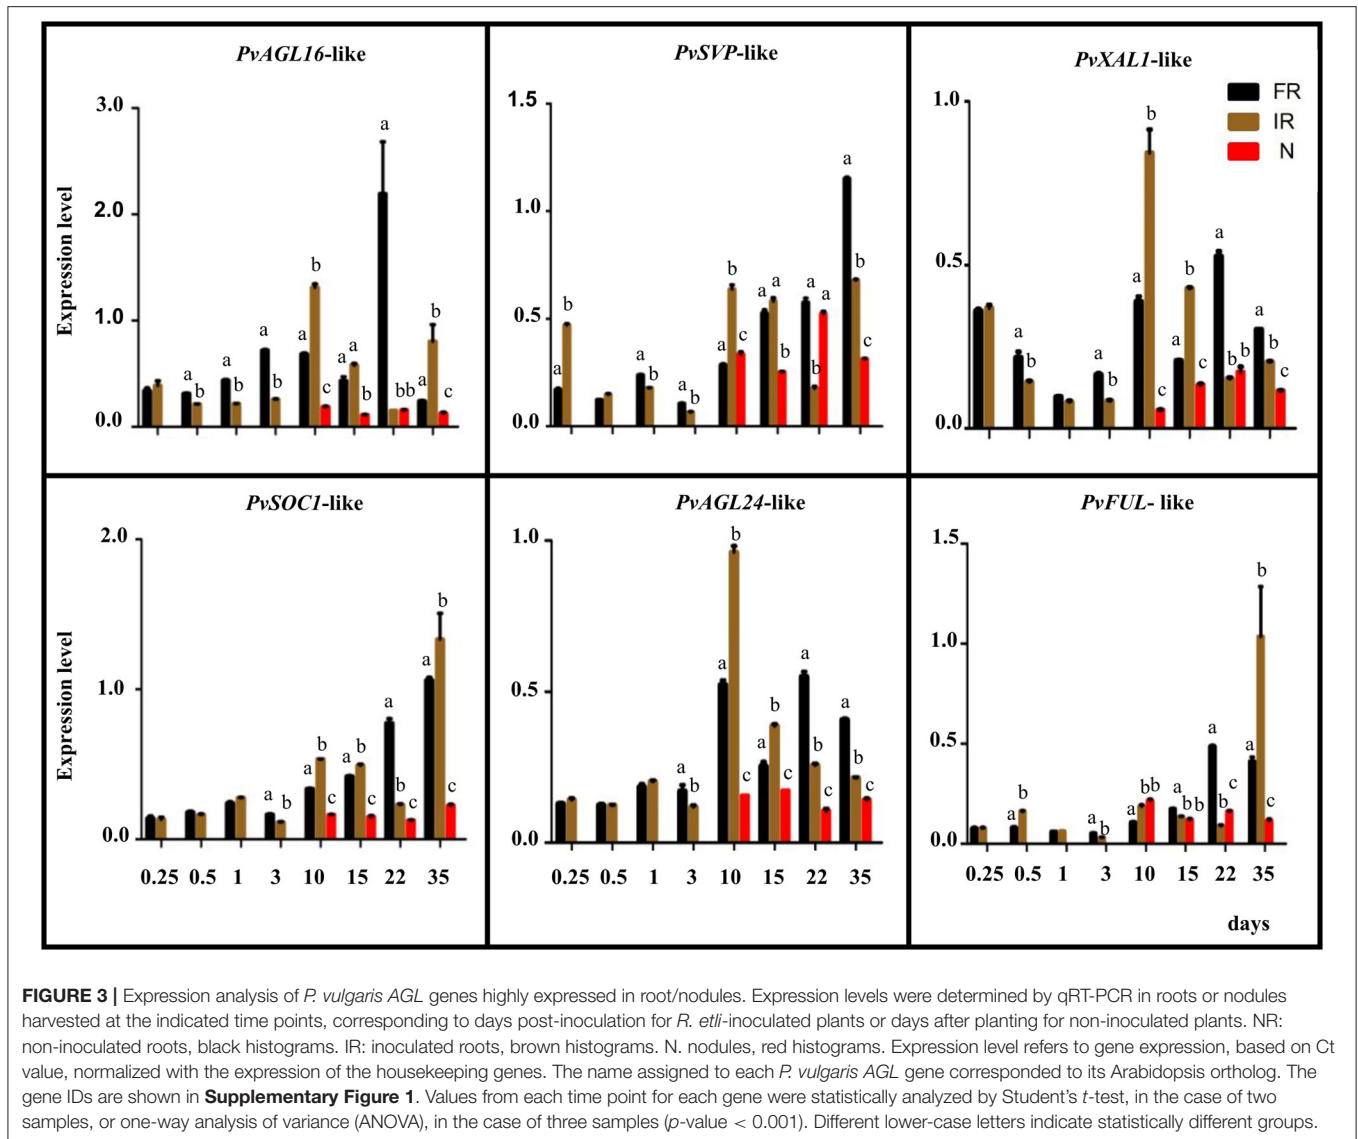 PvAGL16-like
3.0
2.0
1.0
0.0
Expression level
a b a b a a b a b c a a b a b b a b c
PvSVP-like
1.5
1.0
0.5
0.0
a b a b a b a b c a a b a b a a b c
PvXAL1-like
1.0
0.5
0.0
a b a b a b c a b c a b b a b c
FR
IR
N
PvSOC1-like
2.0
1.0
0.0
Expression level
a b a b c a b c a b c a b c
0.25 0.5 1 3 10 15 22 35
PvAGL24-like
1.0
0.5
0.0
a b a b c a b c a b c a b c
0.25 0.5 1 3 10 15 22 35
PvFUL- like
1.5
1.0
0.5
0.0
a b a b a b b a b b a b c a b c
0.25 0.5 1 3 10 15 22 35
days
FIGURE 3 | Expression analysis of P. vulgaris AGL genes highly expressed in root/nodules. Expression levels were determined by qRT-PCR in roots or nodules
harvested at the indicated time points, corresponding to days post-inoculation for R. etli-inoculated plants or days after planting for non-inoculated plants. NR:
non-inoculated roots, black histograms. IR: inoculated roots, brown histograms. N. nodules, red histograms. Expression level refers to gene expression, based on Ct
value, normalized with the expression of the housekeeping genes. The name assigned to each P. vulgaris AGL gene corresponded to its Arabidopsis ortholog. The
gene IDs are shown in Supplementary Figure 1. Values from each time point for each gene were statistically analyzed by Student's t-test, in the case of two
samples, or one-way analysis of variance (ANOVA), in the case of three samples (p-value < 0.001). Different lower-case letters indicate statistically different groups.